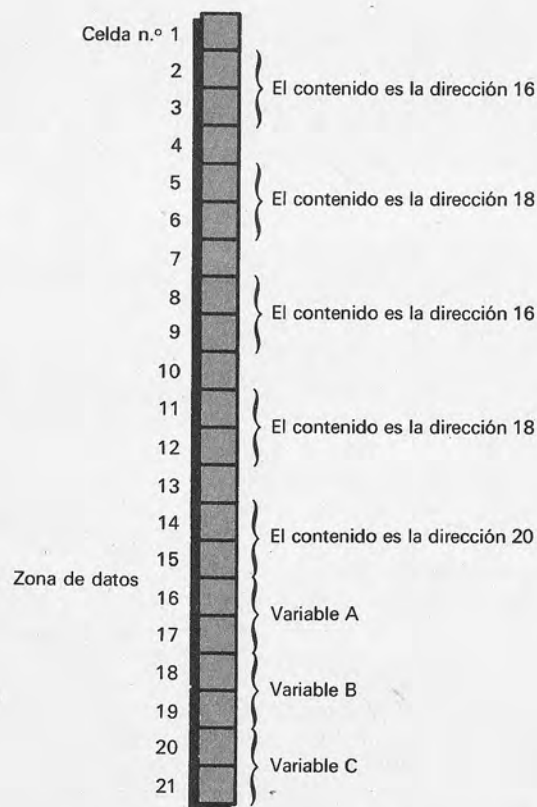 Celda n.º 1
2
El contenido es la dirección 16
3
4
5
El contenido es la dirección 18
6
7
8
El contenido es la dirección 16
9
10
11
El contenido es la dirección 18
12
13
14
El contenido es la dirección 20
15
Zona de datos
16
Variable A
17
18
Variable B
19
20
Variable C
21